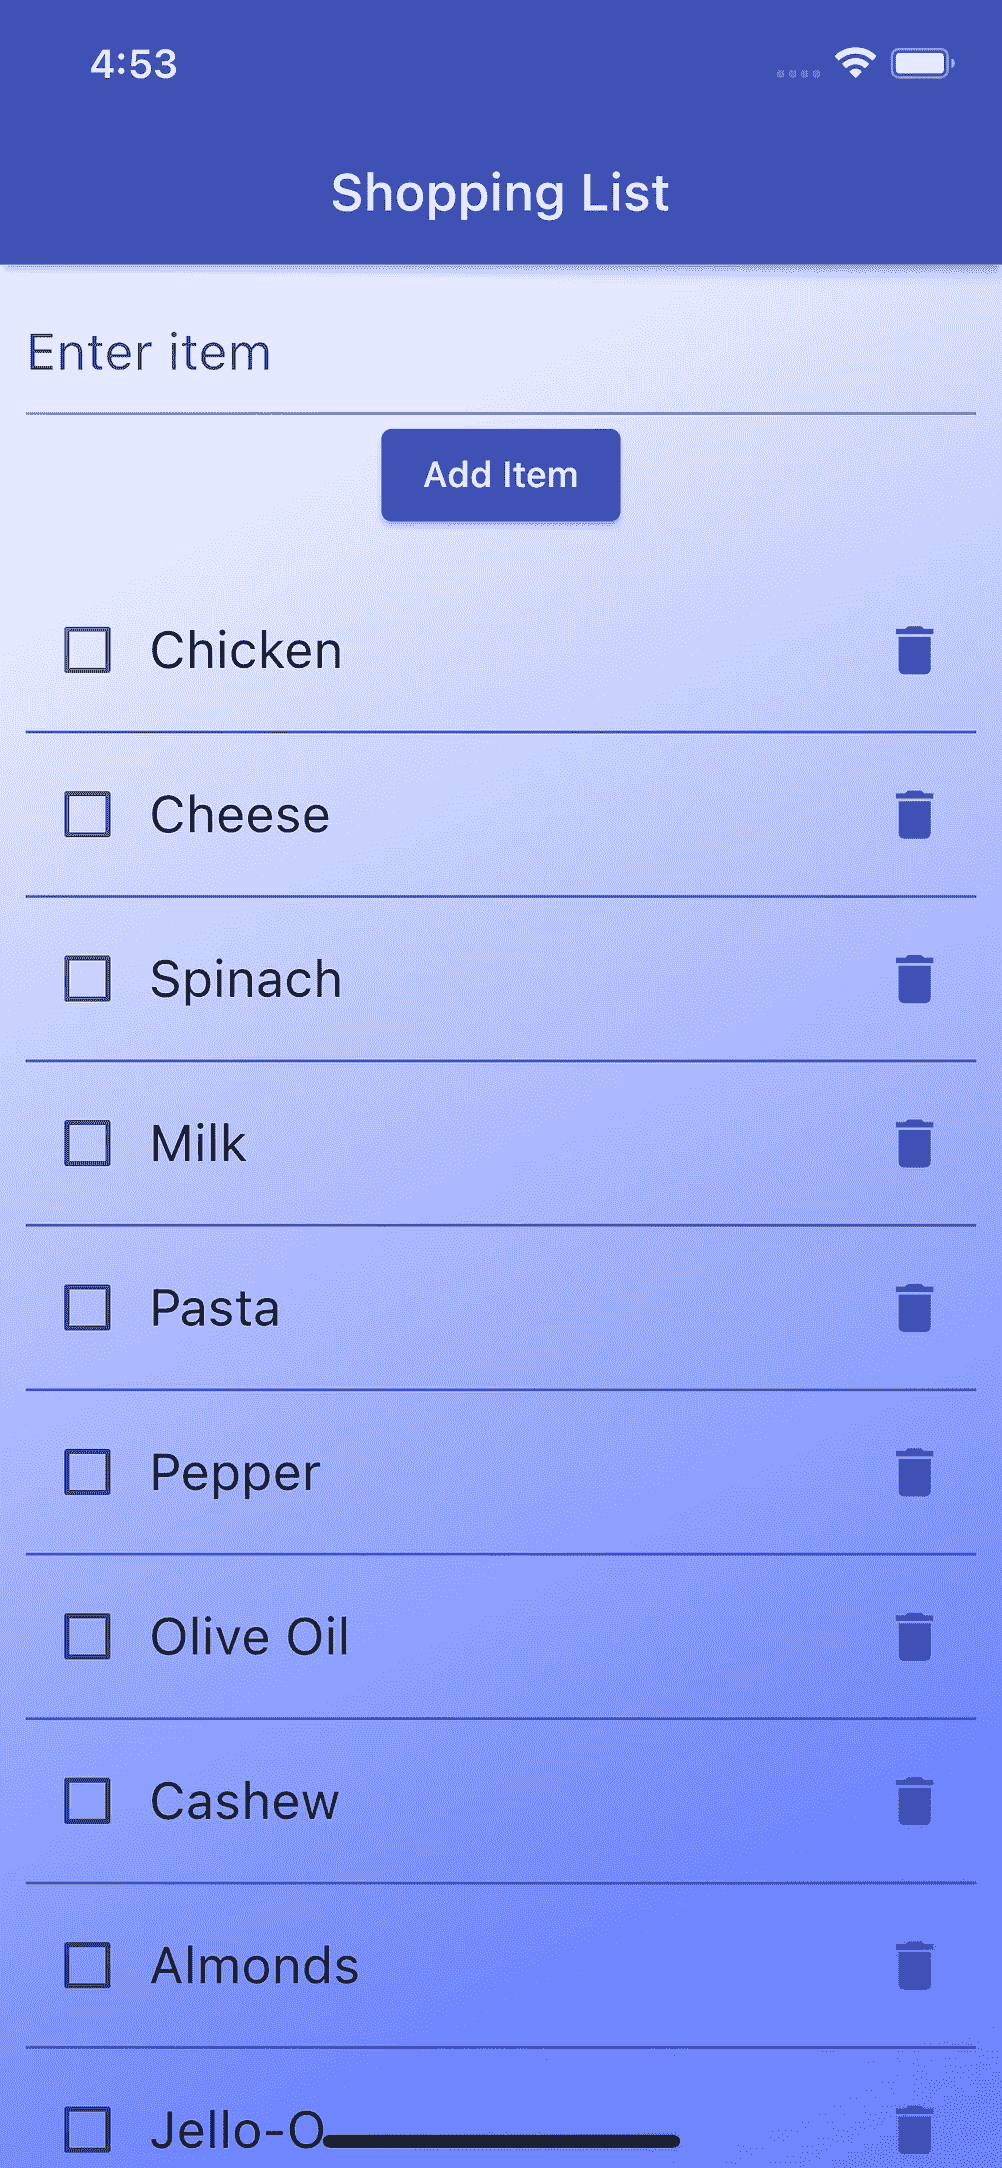 4:53
Shopping List
Enter item
Add Item
Chicken
Cheese
Spinach
Milk
Pasta
Pepper
Olive Oil
Cashew
Almonds
Jello-O